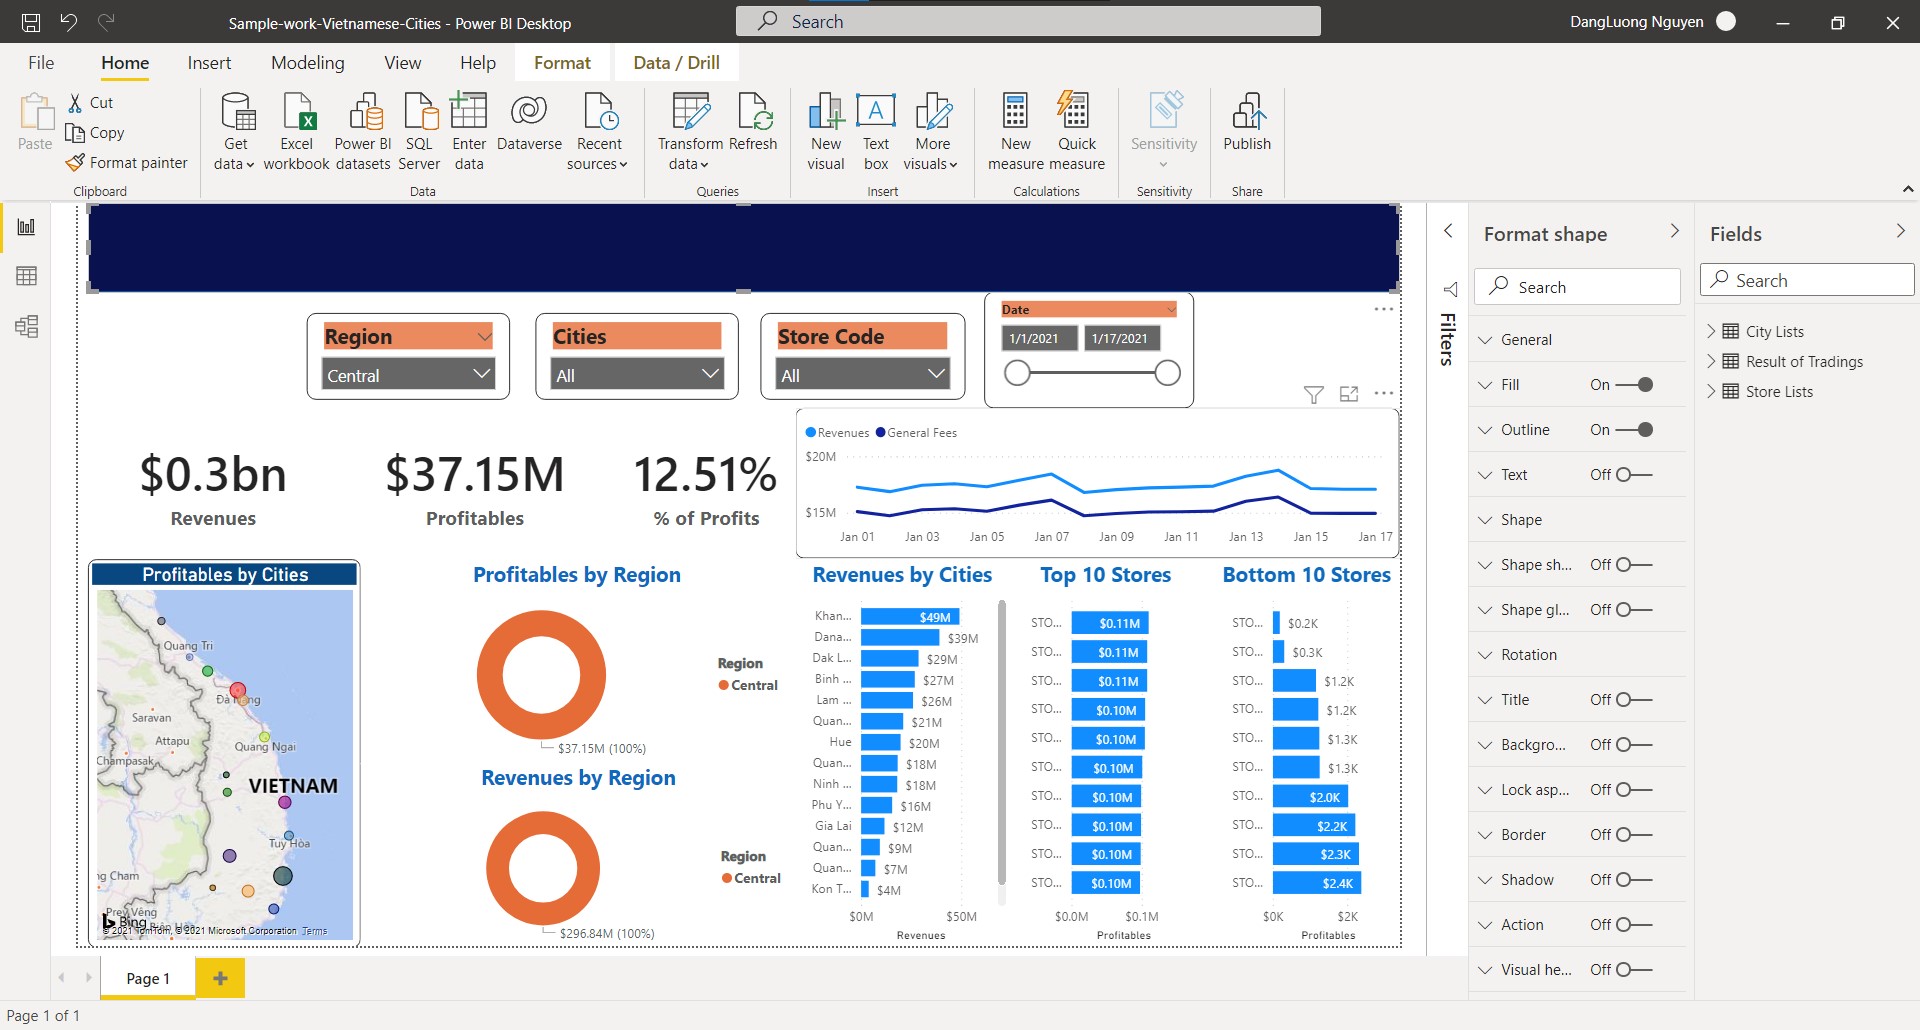 Sample-work-Vietnamese-Cities - Power BI Desktop
Search
DangLuong Nguyen
File
Home
Insert
Modeling
View
Help
Format
Data / Drill
Paste
Cut
Copy
Format painter
Clipboard
Get data
Excel workbook
Power BI datasets
SQL Server
Enter data
Dataverse
Recent sources
Data
Transform data
Refresh
Queries
New visual
Text box
More visuals
Insert
New measure
Quick measure
Calculations
Sensitivity
Sensitivity
Publish
Share
Region
Central
Cities
All
Store Code
All
Date
1/1/2021
1/17/2021
$0.3bn
Revenues
$37.15M
Profitables
12.51%
% of Profits
Revenues
General Fees
$20M
$15M
Jan 01
Jan 03
Jan 05
Jan 07
Jan 09
Jan 11
Jan 13
Jan 15
Jan 17
Profitables by Cities
Quang Tri
Đà Nẵng
Saravan
Attapu
Quang Ngai
Champasak
VIETNAM
Tuy Hòa
ng Cham
Prey Vêng
Bing
© 2021 TomTom, © 2021 Microsoft Corporation Terms
Profitables by Region
Region
Central
$37.15M (100%)
Revenues by Region
Region
Central
$296.84M (100%)
Revenues by Cities
Khan... $49M
Dana... $39M
Dak L... $29M
Binh ... $27M
Lam ... $26M
Quan... $21M
Hue $20M
Quan... $18M
Ninh ... $18M
Phu Y... $16M
Gia Lai $12M
Quan... $9M
Quan... $7M
Kon T... $4M
$0M $50M
Revenues
Top 10 Stores
STO... $0.11M
STO... $0.11M
STO... $0.11M
STO... $0.10M
STO... $0.10M
STO... $0.10M
STO... $0.10M
STO... $0.10M
STO... $0.10M
STO... $0.10M
$0.0M $0.1M
Profitables
Bottom 10 Stores
STO... $0.2K
STO... $0.3K
STO... $1.2K
STO... $1.2K
STO... $1.3K
STO... $1.3K
STO... $2.0K
STO... $2.2K
STO... $2.3K
STO... $2.4K
$0K $2K
Profitables
Filters
Format shape
Search
General
Fill On
Outline On
Text Off
Shape
Shape sh... Off
Shape gl... Off
Rotation
Title Off
Backgro... Off
Lock asp... Off
Border Off
Shadow Off
Action Off
Visual he... Off
Fields
Search
City Lists
Result of Tradings
Store Lists
Page 1
Page 1 of 1